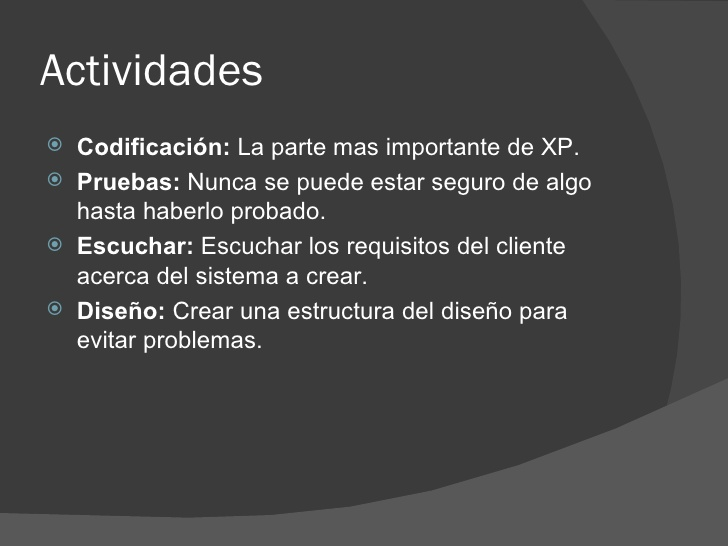 Actividades
Codificación: La parte mas importante de XP.
Pruebas: Nunca se puede estar seguro de algo
hasta haberlo probado.
Escuchar: Escuchar los requisitos del cliente
acerca del sistema a crear.
Diseño: Crear una estructura del diseño para
evitar problemas.